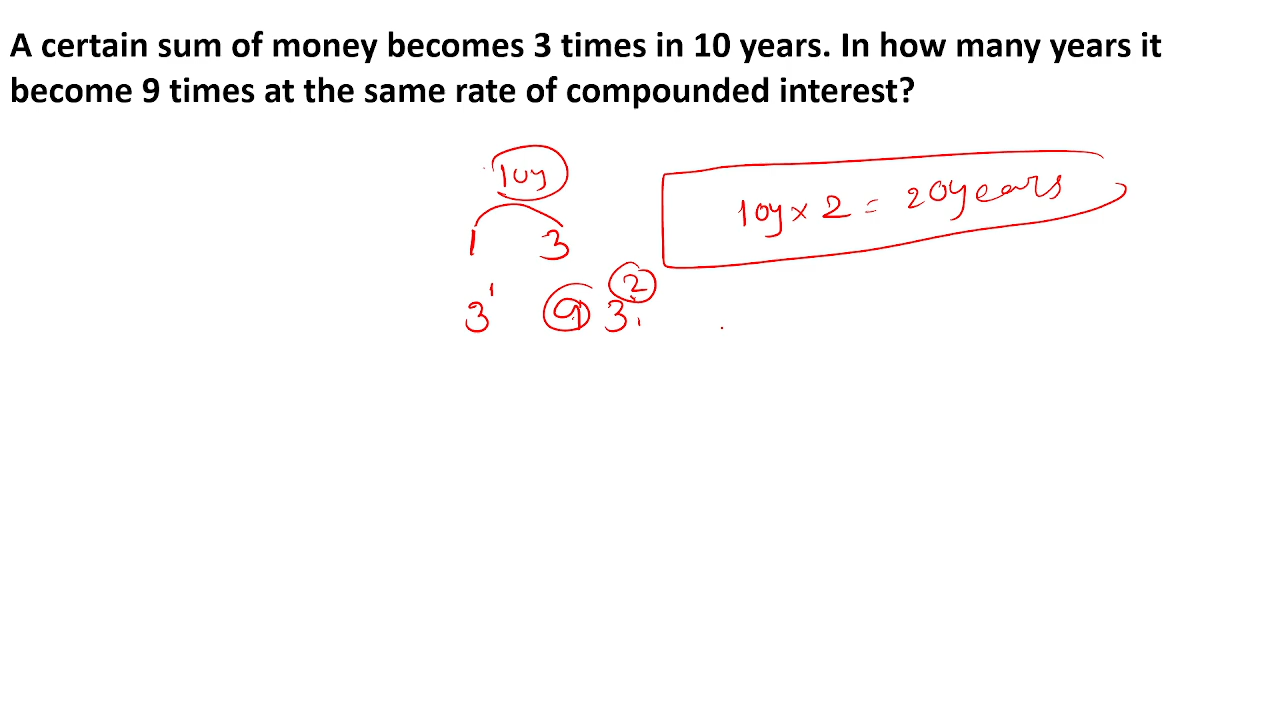 A certain sum of money becomes 3 times in 10 years. In how many years it
become 9 times at the same rate of compounded interest?
10y
10y × 2 = 20years
1 3
3¹ 9 3²